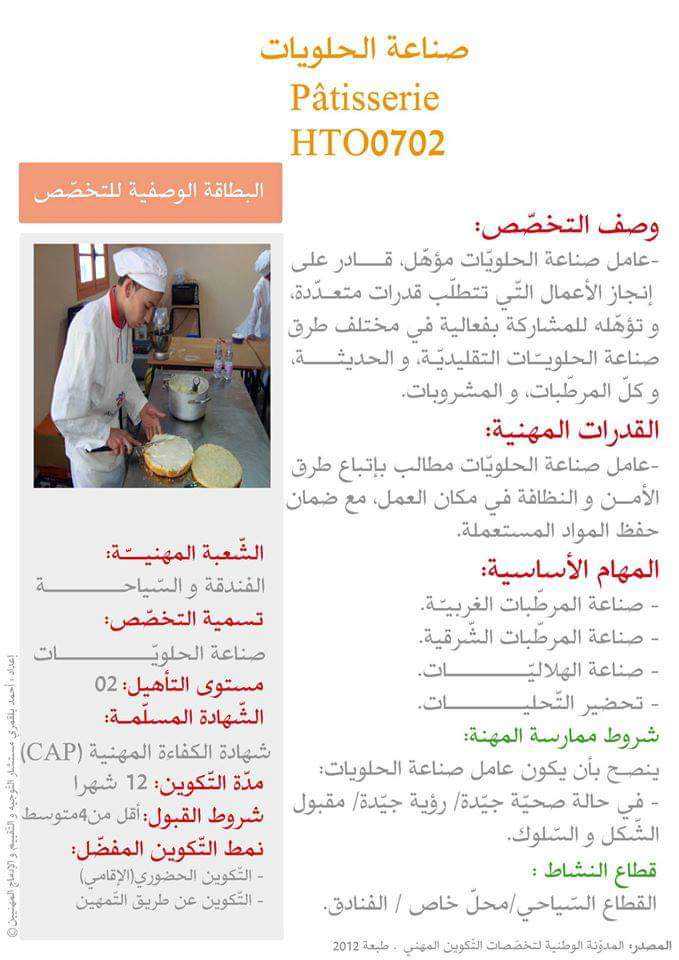 صناعة الحلويات
Pâtisserie
HTO0702
البطاقة الوصفية للتخصّص
وصف التخصّص:
-عامل صناعة الحلويّات مؤهّل، قادر على
إنجاز الأعمال التّي تتطلّب قدرات متعدّدة،
و تؤهّله للمشاركة بفعالية في مختلف طرق
صناعة الحلويّات التقليديّة، و الحديثة،
و كلّ المرطّبات، و المشروبات.
القدرات المهنية:
-عامل صناعة الحلويّات مطالب بإتباع طرق
الأمن و النظافة في مكان العمل، مع ضمان
حفظ المواد المستعملة.
المهام الأساسية:
- صناعة المرطّبات الغربيّة.
- صناعة المرطّبات الشّرقية.
- صناعة الهلاليّات.
- تحضير التّحليات.
شروط ممارسة المهنة:
ينصح بأن يكون عامل صناعة الحلويات:
- في حالة صحيّة جيّدة/ رؤية جيّدة/ مقبول
الشّكل و السّلوك.
قطاع النشاط :
القطاع السّياحي/محلّ خاص / الفنادق.
الشّعبة المهنيّة:
الفندقة و السّياحة
تسمية التخصّص:
صناعة الحلويّات
مستوى التأهيل: 02
الشّهادة المسلّمة:
شهادة الكفاءة المهنية (CAP)
مدّة التّكوين: 12 شهرا
شروط القبول:أقل من4متوسط
نمط التّكوين المفضّل:
- التّكوين الحضوري(الإقامي)
- التّكوين عن طريق التّمهين
المصدر: المدوّنة الوطنية لتخصّصات التّكوين المهني . طبعة 2012
إعداد : أحمد بلقمري مستشار التوجيه و التقييم و الإدماج المهنيين ©